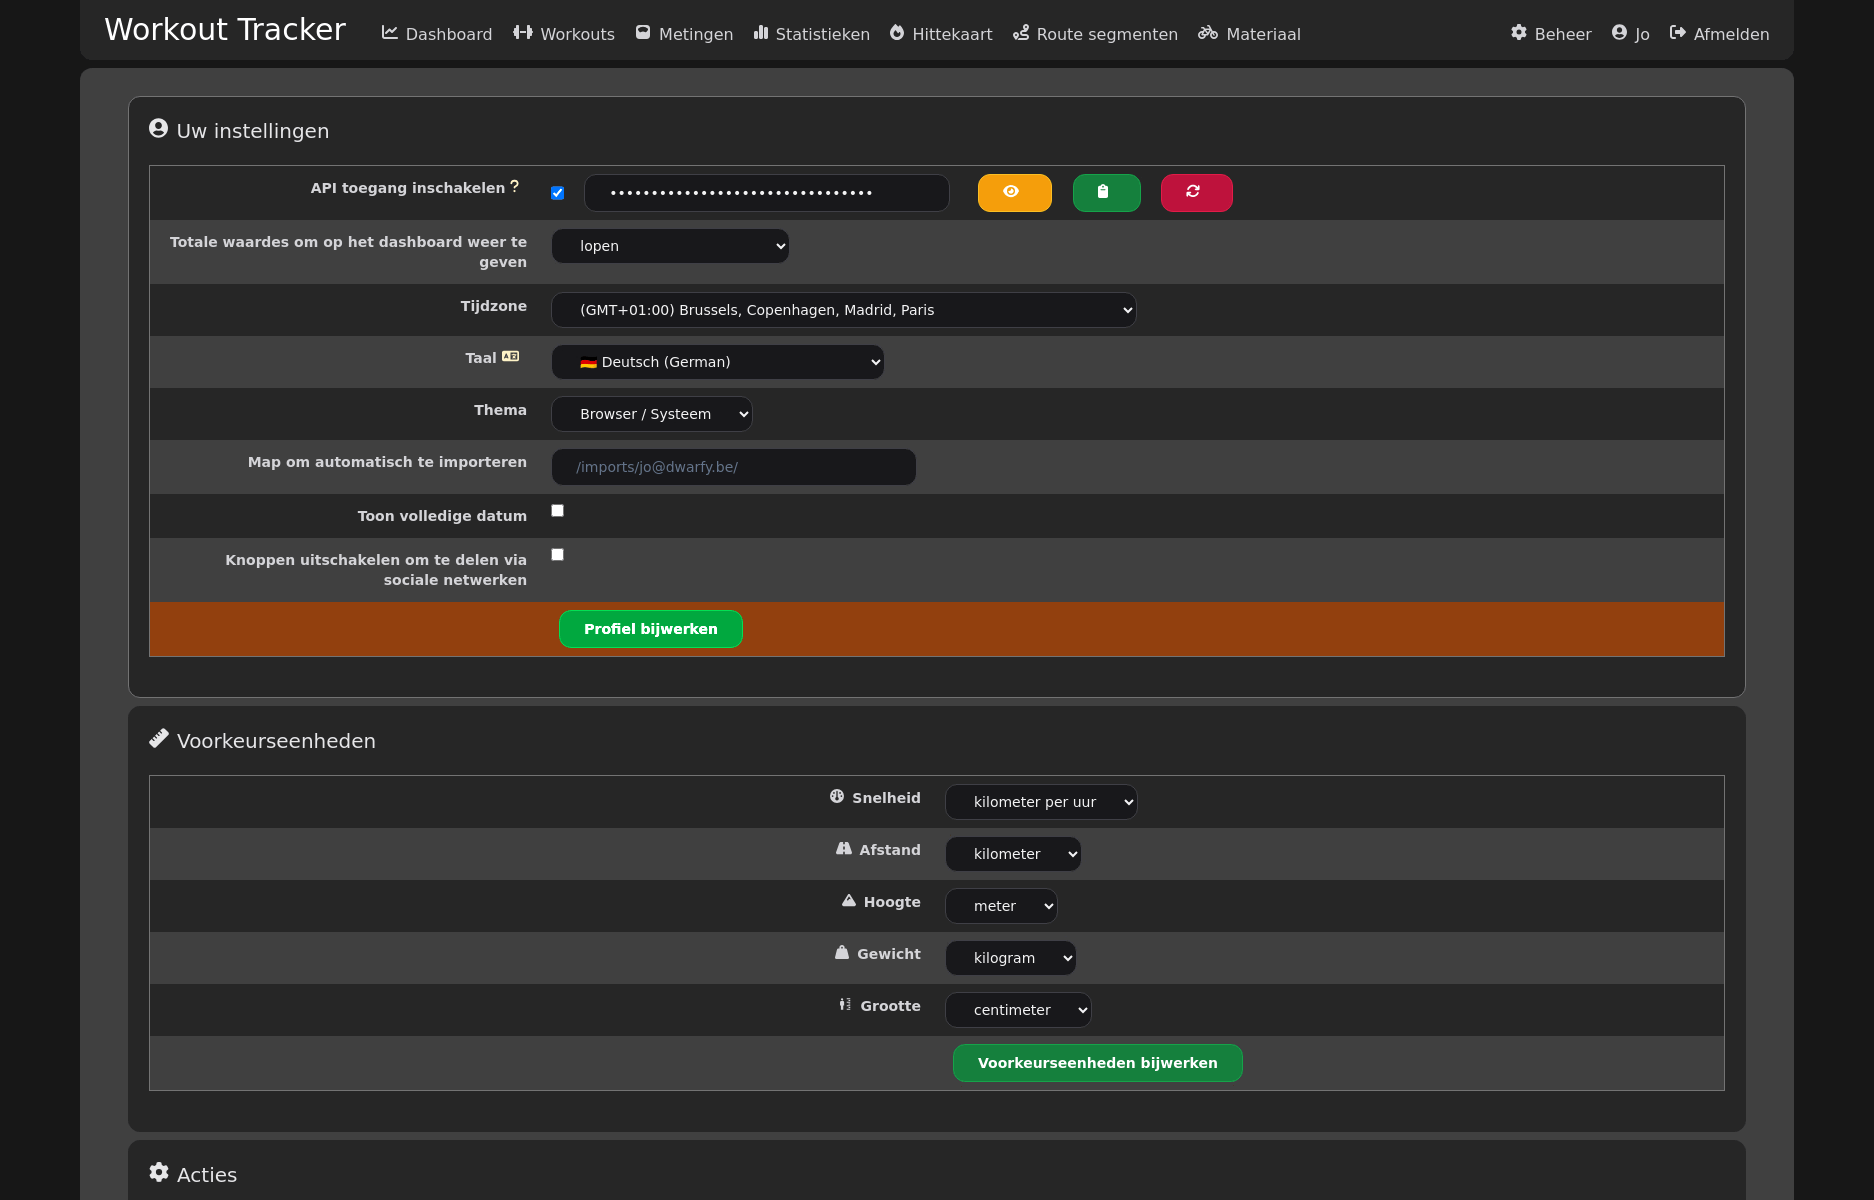 Workout Tracker
Dashboard
Workouts
Metingen
Statistieken
Hittekaart
Route segmenten
Materiaal
Beheer
Jo
Afmelden
Uw instellingen
API toegang inschakelen ?
••••••••••••••••••••••••••••••••
Totale waardes om op het dashboard weer te
geven
lopen
Tijdzone
(GMT+01:00) Brussels, Copenhagen, Madrid, Paris
Taal
🇩🇪 Deutsch (German)
Thema
Browser / Systeem
Map om automatisch te importeren
/imports/jo@dwarfy.be/
Toon volledige datum
Knoppen uitschakelen om te delen via
sociale netwerken
Profiel bijwerken
Voorkeurseenheden
Snelheid
kilometer per uur
Afstand
kilometer
Hoogte
meter
Gewicht
kilogram
Grootte
centimeter
Voorkeurseenheden bijwerken
Acties